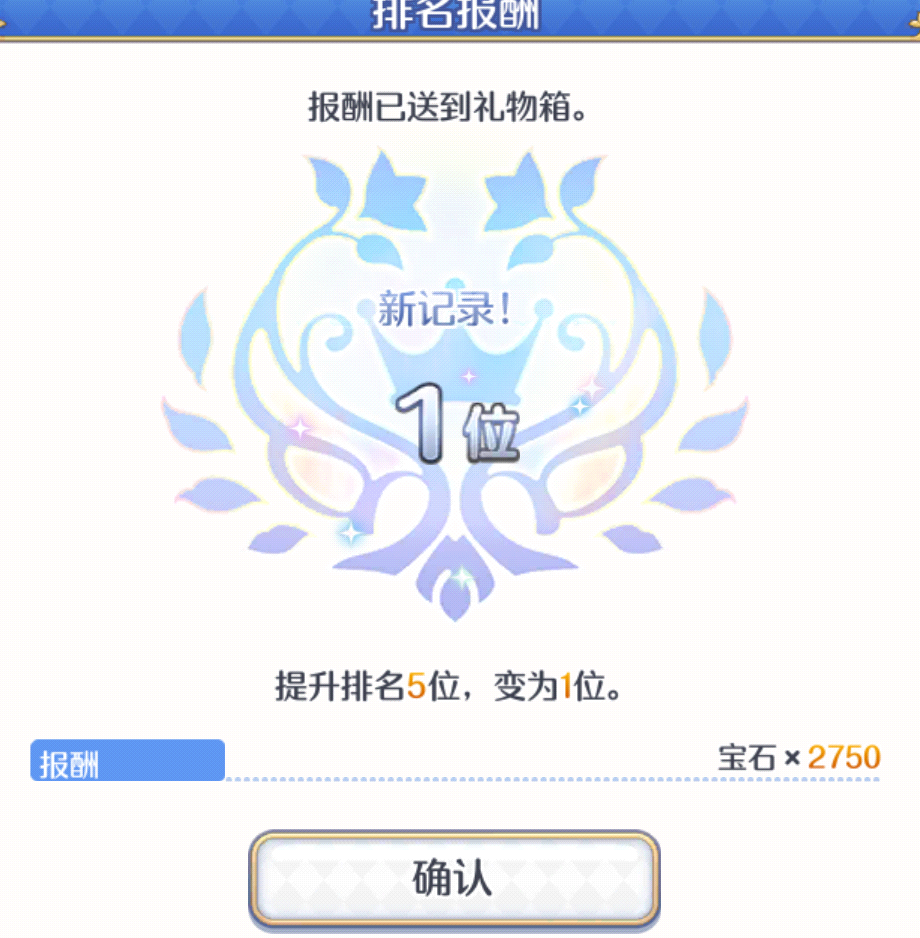 排名报酬
报酬已送到礼物箱。
新记录！
1位
提升排名5位，变为1位。
报酬
宝石×2750
确认